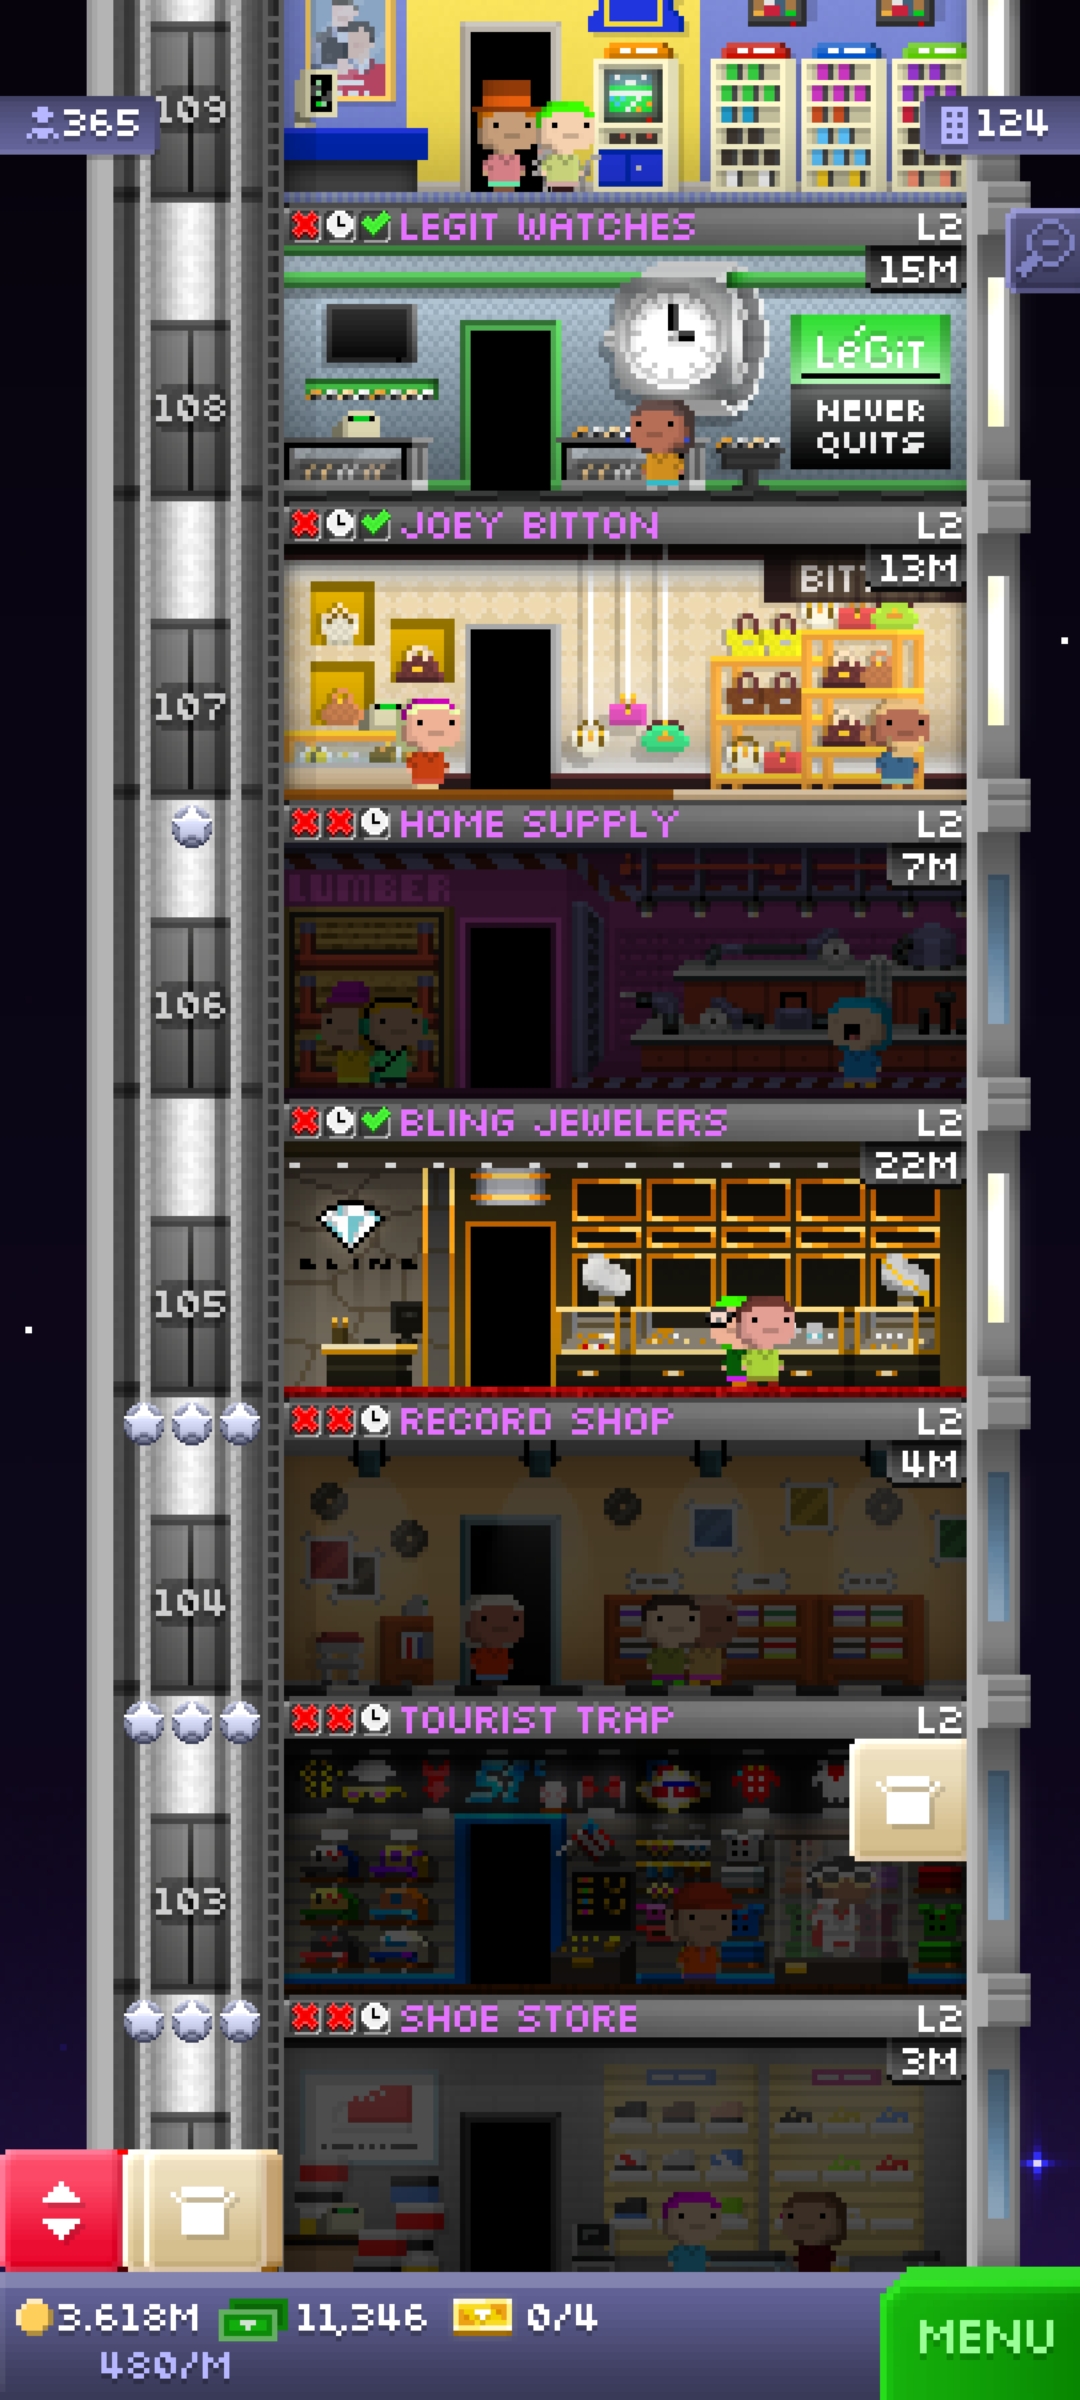 109
365
124
LEGIT WATCHES L2
15M
LéGiT
108
NEVER
QUITS
JOEY BITTON L2
13M
107
HOME SUPPLY L2
7M
LUMBER
106
BLING JEWELERS L2
22M
BLING
105
RECORD SHOP L2
4M
104
TOURIST TRAP L2
103
SHOE STORE L2
3M
3.618M 11,346 0/4
480/M
MENU